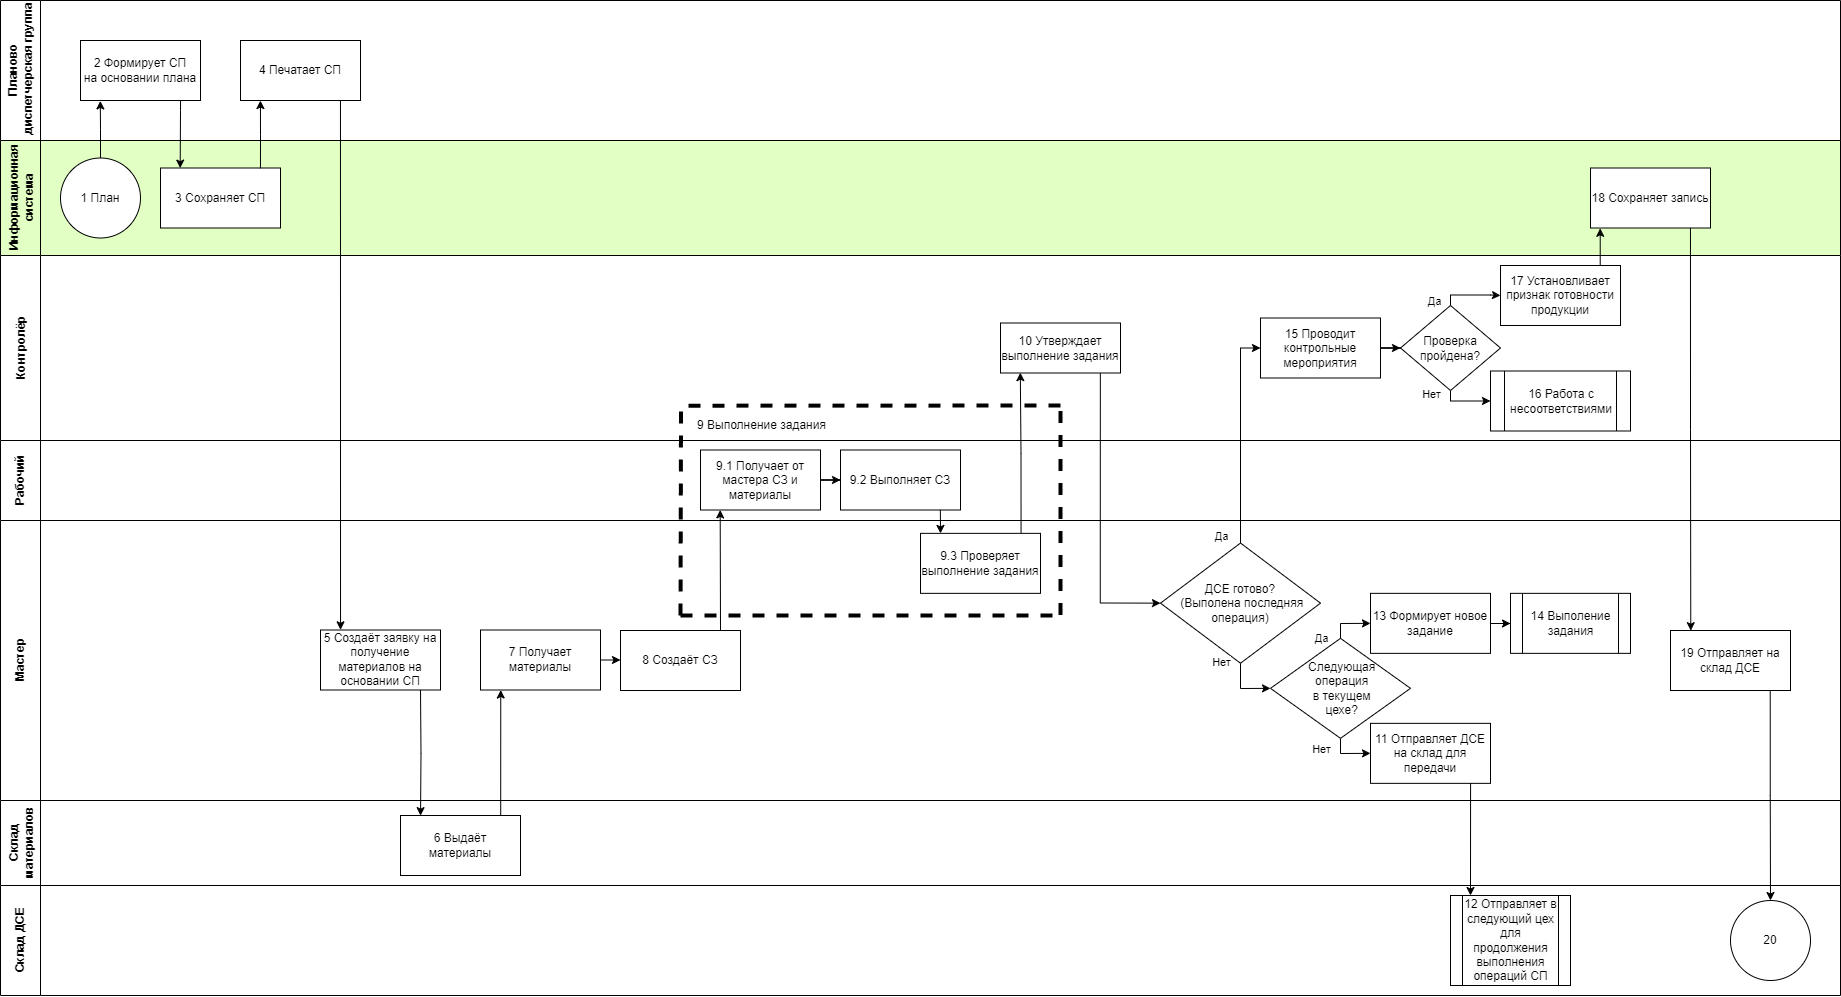 Планово
диспетчерская группа
2 Формирует СП
на основании плана
4 Печатает СП
Информационная
система
1 План
3 Сохраняет СП
18 Сохраняет запись
Контролёр
10 Утверждает
выполнение задания
15 Проводит
контрольные
мероприятия
Проверка
пройдена?
Да
Нет
17 Установливает
признак готовности
продукции
16 Работа с
несоответствиями
9 Выполнение задания
Рабочий
9.1 Получает от
мастера СЗ и
материалы
9.2 Выполняет СЗ
Мастер
9.3 Проверяет
выполнение задания
5 Создаёт заявку на
получение
материалов на
основании СП
7 Получает
материалы
8 Создаёт СЗ
Да
ДСЕ готово?
(Выполена последняя
операция)
Нет
Да
Следующая
операция
в текущем
цехе?
Нет
13 Формирует новое
задание
14 Выполение
задания
11 Отправляет ДСЕ
на склад для
передачи
19 Отправляет на
склад ДСЕ
Склад
материалов
6 Выдаёт
материалы
Склад ДСЕ
12 Отправляет в
следующий цех
для
продолжения
выполнения
операций СП
20